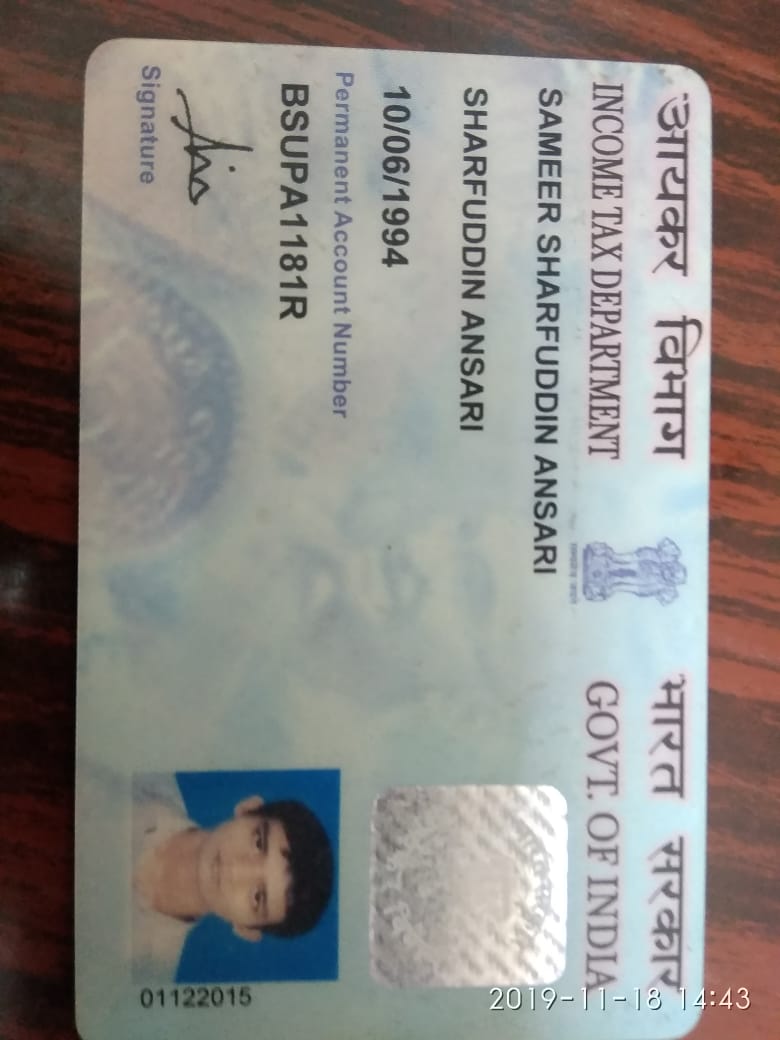 आयकर विभाग
INCOME TAX DEPARTMENT
भारत सरकार
GOVT. OF INDIA
SAMEER SHARFUDDIN ANSARI
SHARFUDDIN ANSARI
10/06/1994
Permanent Account Number
BSUPA1181R
Signature
01122015
2019-11-18 14:43